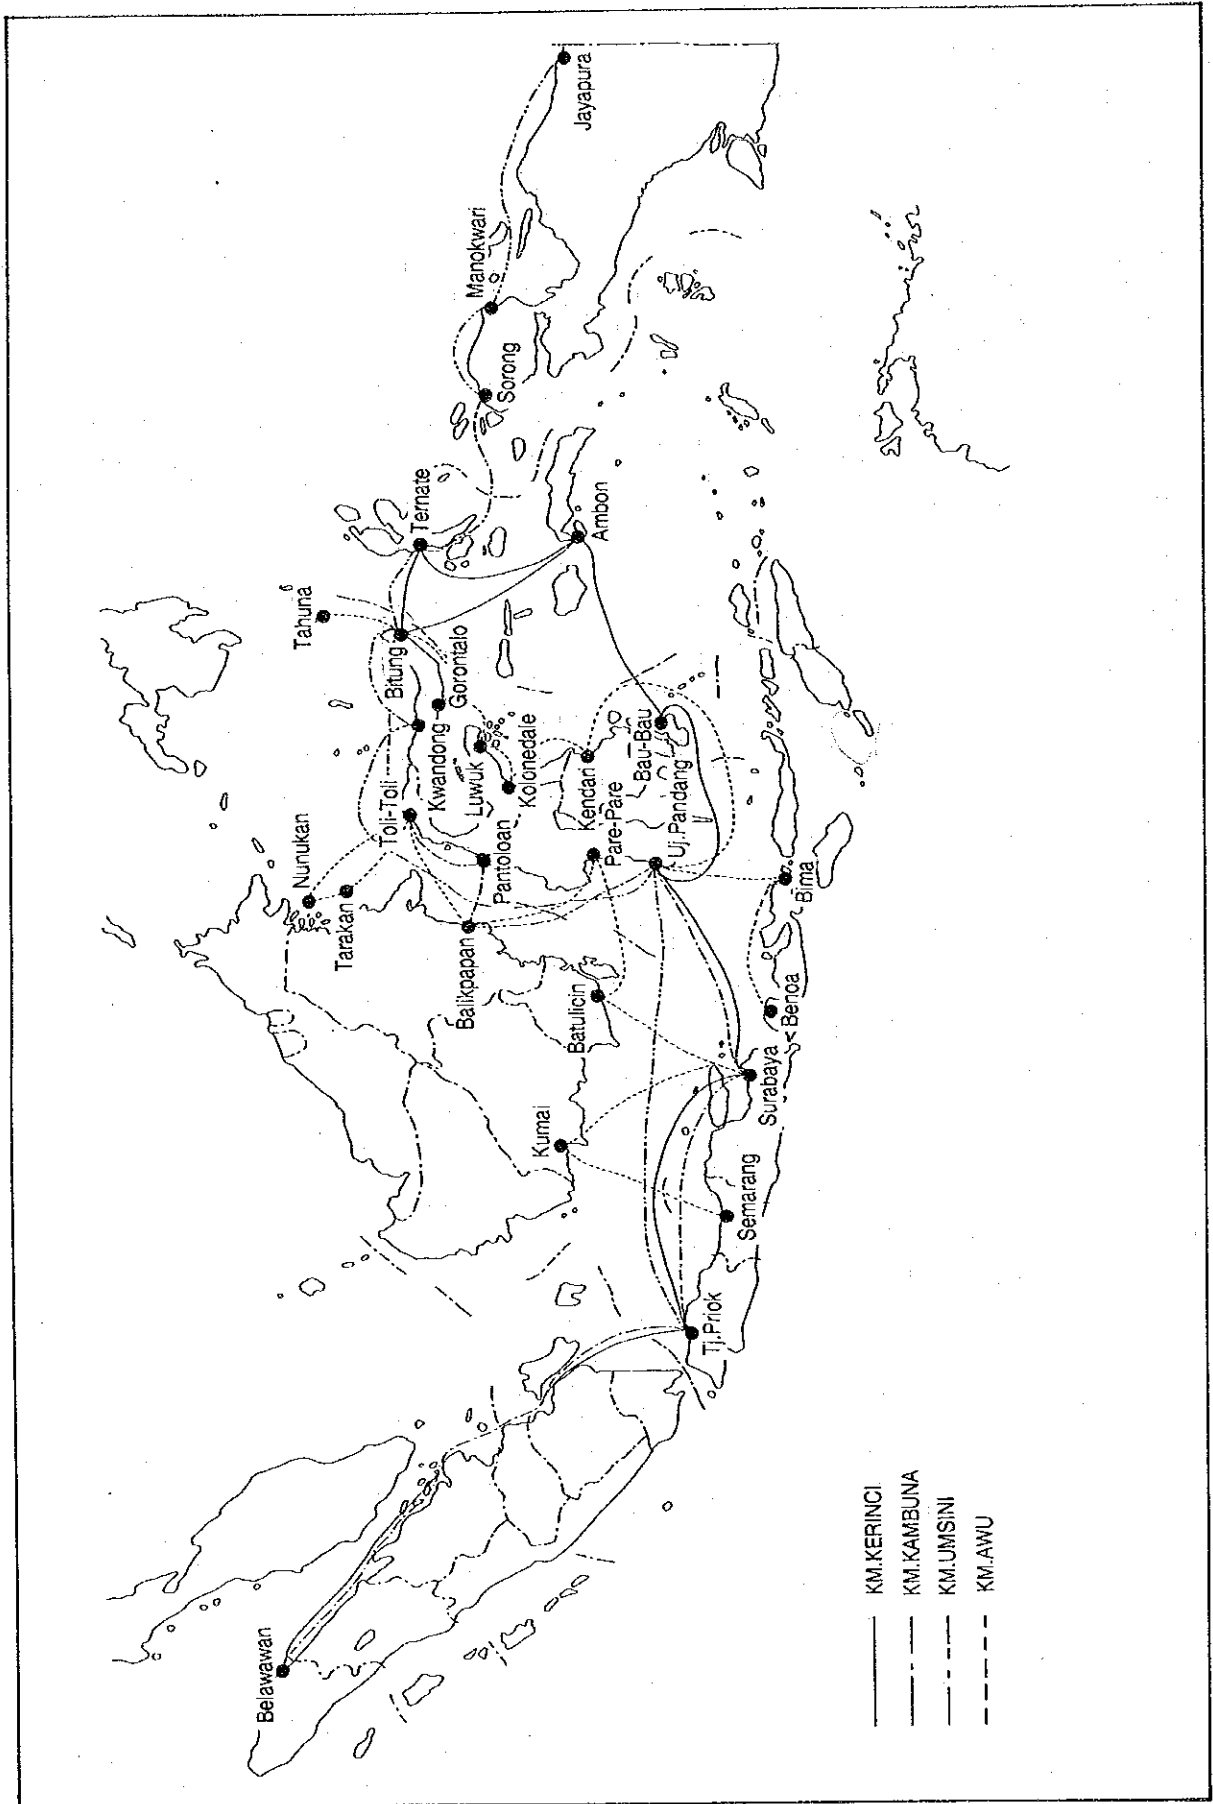 Belawawan
Tj.Priok
Semarang
Surabaya
Benoa
Bima
Kumai
Batulicin
Balikpapan
Tarakan
Nunukan
Toli-Toli
Pantoloan
Pare-Pare
Uj.Pandang
Kwandong
Gorontalo
Luwuk
Kolonedale
Kendari
Bau-Bau
Bitung
Tahuna
Ternate
Ambon
Sorong
Manokwari
Jayapura
KM.KERINCI
KM.KAMBUNA
KM.UMSINI
KM.AWU